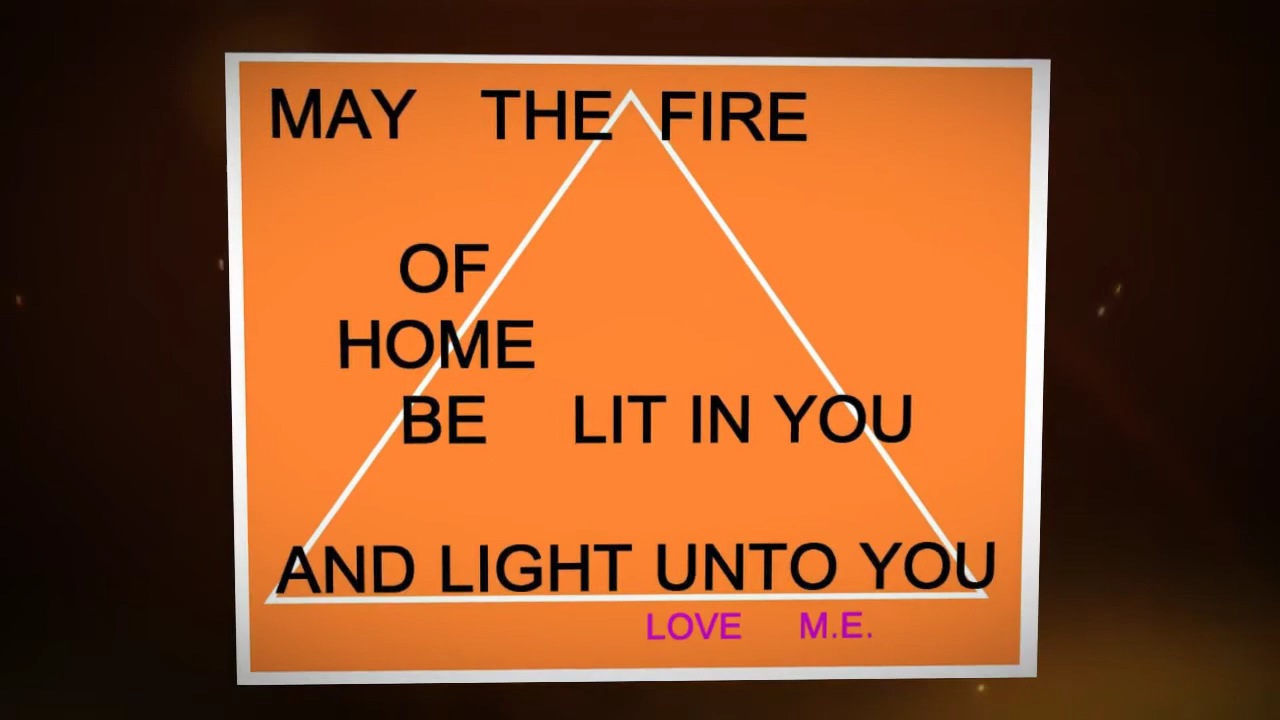 MAY THE FIRE
OF
HOME
BE LIT IN YOU
AND LIGHT UNTO YOU
LOVE M.E.